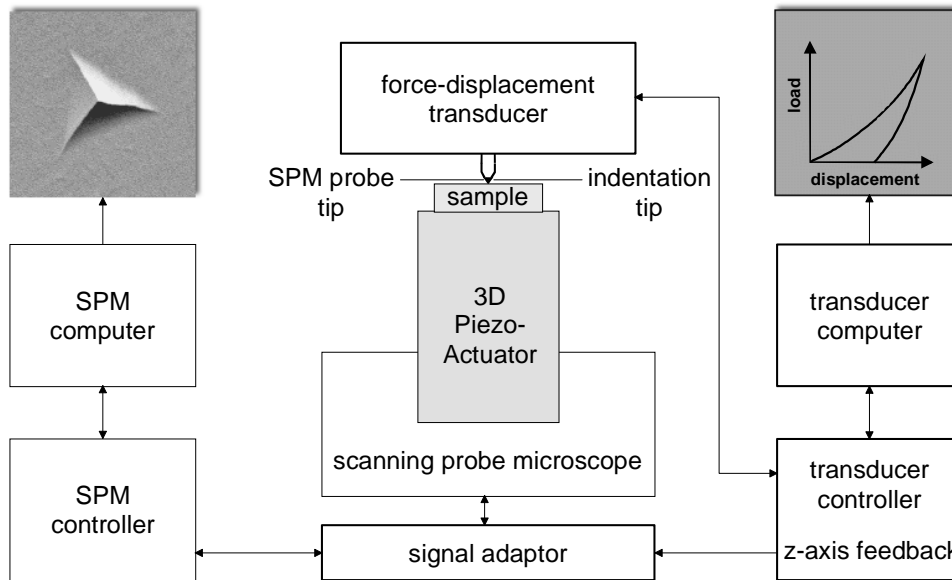 force-displacement
transducer
load
displacement
SPM probe
tip
indentation
tip
sample
SPM
computer
3D
Piezo-
Actuator
transducer
computer
scanning probe microscope
SPM
controller
transducer
controller
signal adaptor
z-axis feedback